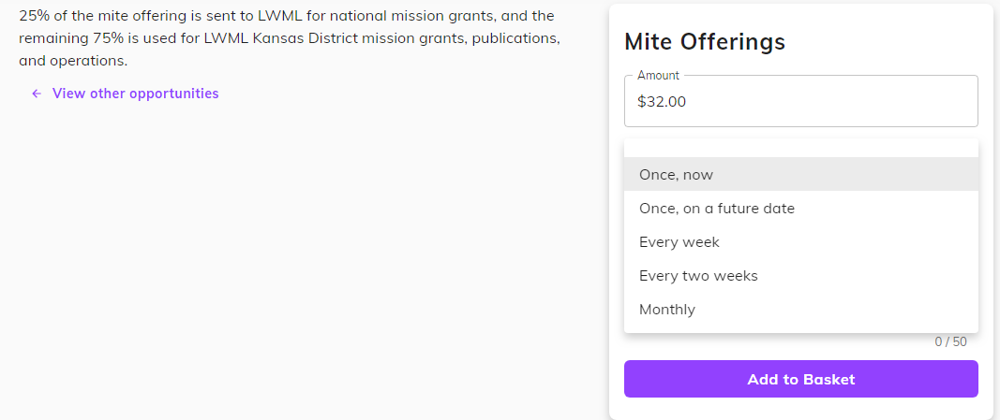 25% of the mite offering is sent to LWML for national mission grants, and the
remaining 75% is used for LWML Kansas District mission grants, publications,
and operations.
← View other opportunities
Mite Offerings
Amount
$32.00
Once, now
Once, on a future date
Every week
Every two weeks
Monthly
0 / 50
Add to Basket